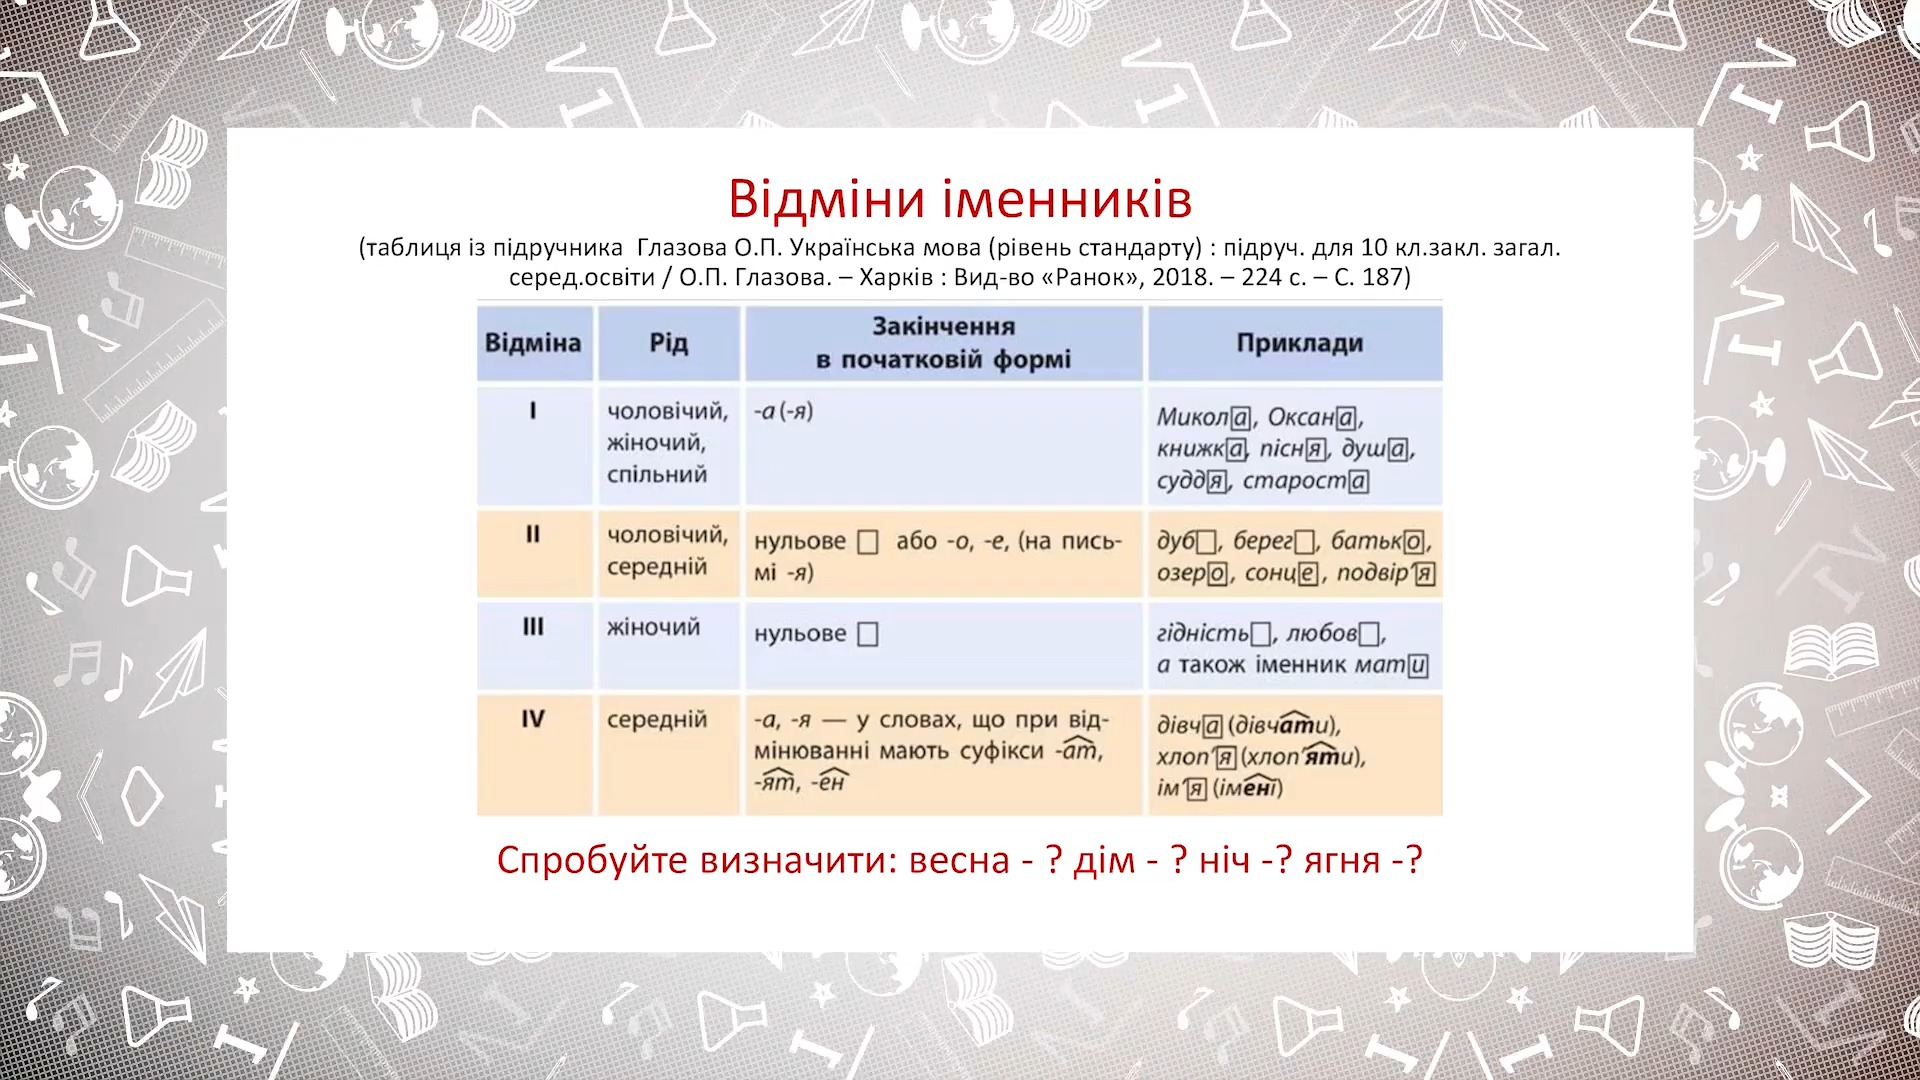 Відміни іменників
(таблиця із підручника Глазова О.П. Українська мова (рівень стандарту) : підруч. для 10 кл.закл. загал.
серед.освіти / О.П. Глазова. – Харків : Вид-во «Ранок», 2018. – 224 с. – С. 187)
Відміна Рід Закінчення в початковій формі Приклади
I чоловічий, -а (-я) Микола, Оксана,
жіночий, книжка, пісня, душа,
спільний суддя, староста
II чоловічий, нульове □ або -о, -е, (на пись- дуб□, берег□, батько,
середній мі -я) озеро, сонце, подвір'я
III жіночий нульове □ гідність□, любов□,
а також іменник мати
IV середній -а, -я — у словах, що при від- дівча (дівчати),
мінюванні мають суфікси -ат, хлоп'я (хлоп'яти),
-ят, -ен ім'я (імені)
Спробуйте визначити: весна - ? дім - ? ніч -? ягня -?